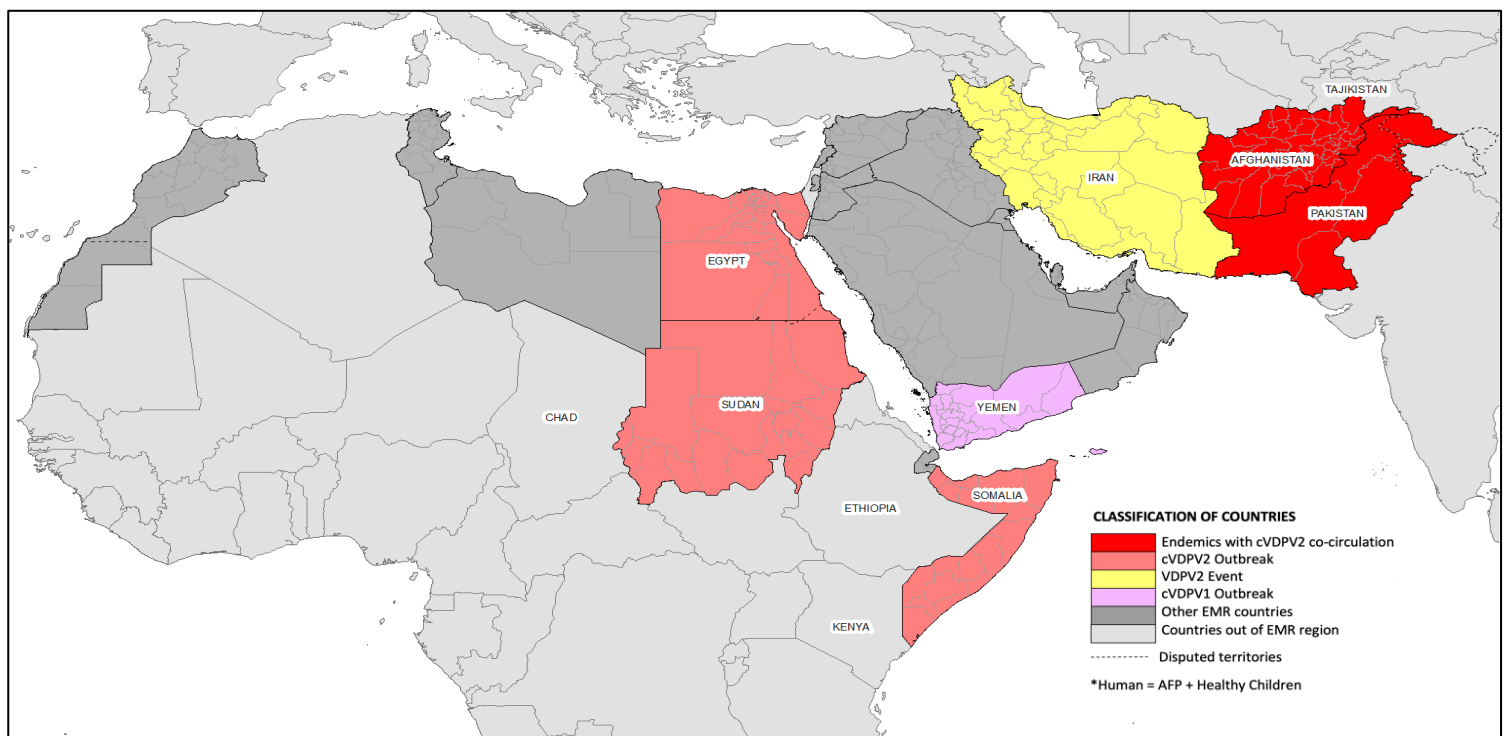 TAJIKISTAN
AFGHANISTAN
IRAN
PAKISTAN
EGYPT
SUDAN
YEMEN
CHAD
SOMALIA
ETHIOPIA
KENYA
CLASSIFICATION OF COUNTRIES
Endemics with cVDPV2 co-circulation
cVDPV2 Outbreak
VDPV2 Event
cVDPV1 Outbreak
Other EMR countries
Countries out of EMR region
Disputed territories
*Human = AFP + Healthy Children